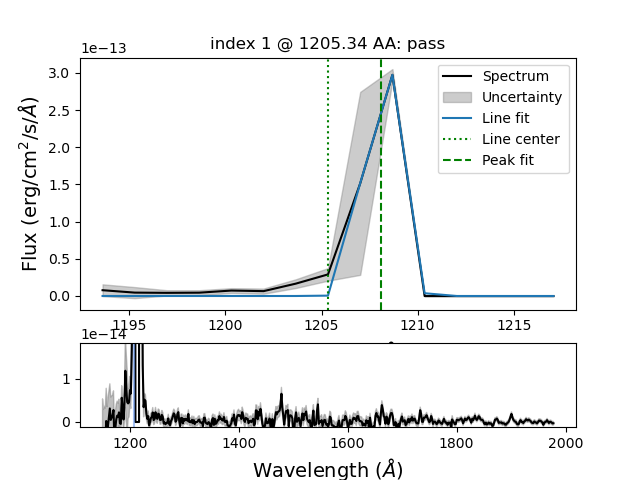 index 1 @ 1205.34 AA: pass
1e−13
3.0
2.5
2.0
1.5
1.0
0.5
0.0
Flux (erg/cm²/s/Å)
Spectrum
Uncertainty
Line fit
Line center
Peak fit
1195 1200 1205 1210 1215
1e−14
1
0
1200 1400 1600 1800 2000
Wavelength (Å)